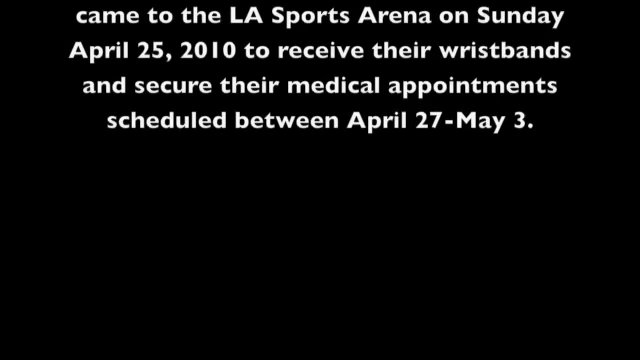 came to the LA Sports Arena on Sunday
April 25, 2010 to receive their wristbands
and secure their medical appointments
scheduled between April 27-May 3.